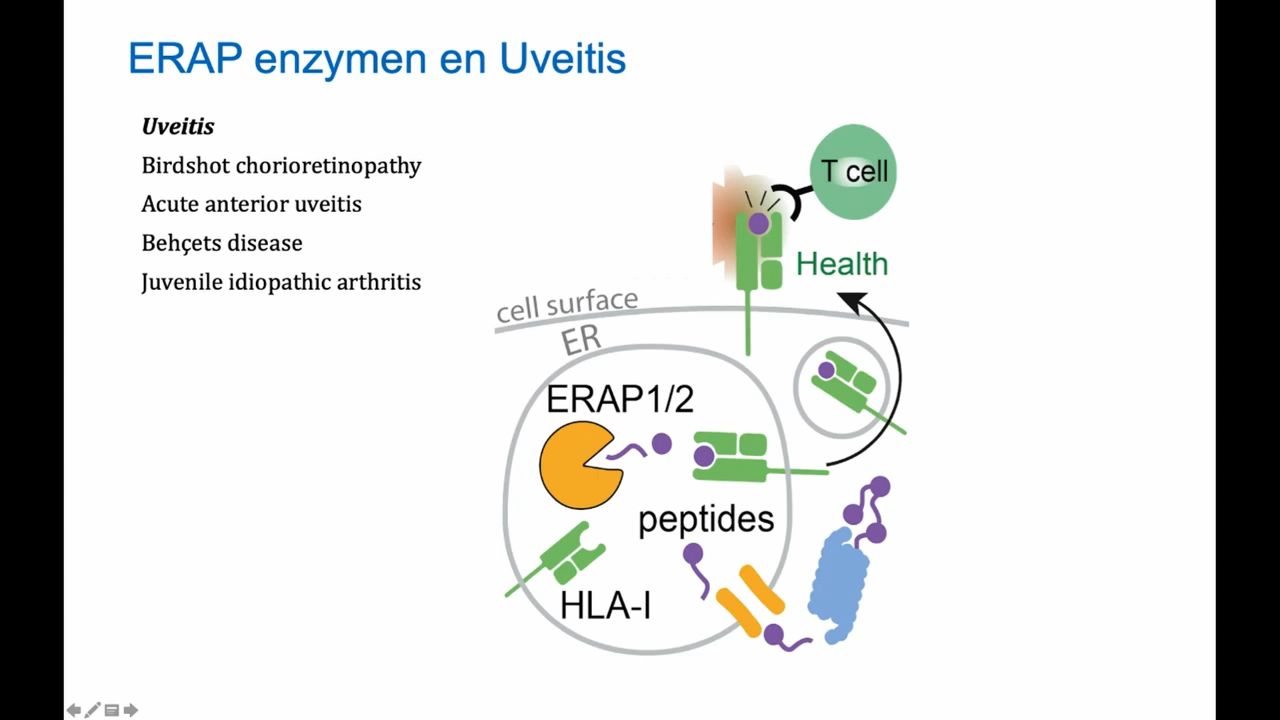 ERAP enzymen en Uveitis
Uveitis
Birdshot chorioretinopathy
Acute anterior uveitis
Behçets disease
Juvenile idiopathic arthritis
T cell
Health
cell surface
ER
ERAP1/2
peptides
HLA-I